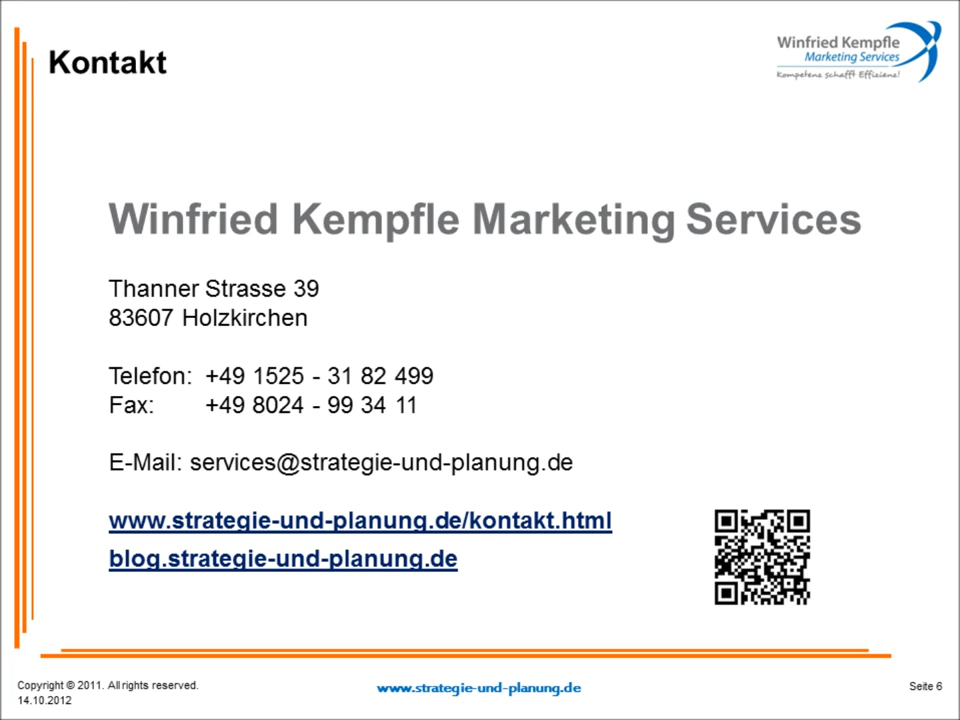 Kontakt
Winfried Kempfle
Marketing Services
Kompetenz schafft Effizienz!
Winfried Kempfle Marketing Services
Thanner Strasse 39
83607 Holzkirchen
Telefon: +49 1525 - 31 82 499
Fax: +49 8024 - 99 34 11
E-Mail: services@strategie-und-planung.de
www.strategie-und-planung.de/kontakt.html
blog.strategie-und-planung.de
Copyright © 2011. All rights reserved.
14.10.2012
www.strategie-und-planung.de
Seite 6